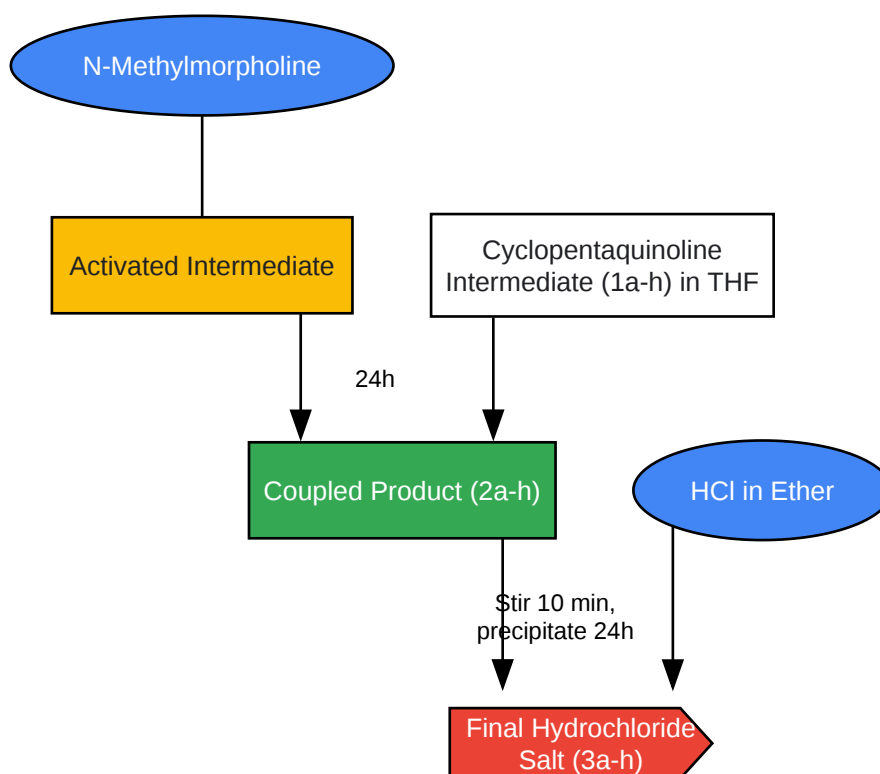 N-Methylmorpholine
Activated Intermediate
Cyclopentaquinoline
Intermediate (1a-h) in THF
24h
Coupled Product (2a-h)
HCl in Ether
Stir 10 min,
precipitate 24h
Final Hydrochloride
Salt (3a-h)